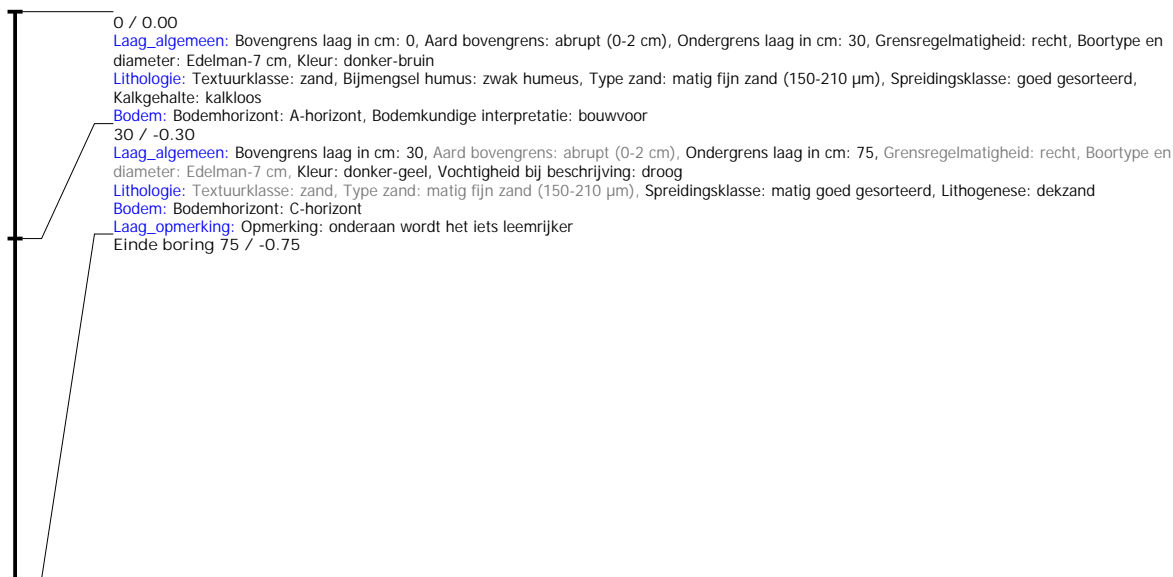 0 / 0.00
Laag_algemeen: Bovengrens laag in cm: 0, Aard bovengrens: abrupt (0-2 cm), Ondergrens laag in cm: 30, Grensregelmatigheid: recht, Boortype en
diameter: Edelman-7 cm, Kleur: donker-bruin
Lithologie: Textuurklasse: zand, Bijmengsel humus: zwak humeus, Type zand: matig fijn zand (150-210 µm), Spreidingsklasse: goed gesorteerd,
Kalkgehalte: kalkloos
Bodem: Bodemhorizont: A-horizont, Bodemkundige interpretatie: bouwvoor
30 / -0.30
Laag_algemeen: Bovengrens laag in cm: 30, Aard bovengrens: abrupt (0-2 cm), Ondergrens laag in cm: 75, Grensregelmatigheid: recht, Boortype en
diameter: Edelman-7 cm, Kleur: donker-geel, Vochtigheid bij beschrijving: droog
Lithologie: Textuurklasse: zand, Type zand: matig fijn zand (150-210 µm), Spreidingsklasse: matig goed gesorteerd, Lithogenese: dekzand
Bodem: Bodemhorizont: C-horizont
Laag_opmerking: Opmerking: onderaan wordt het iets leemrijker
Einde boring 75 / -0.75